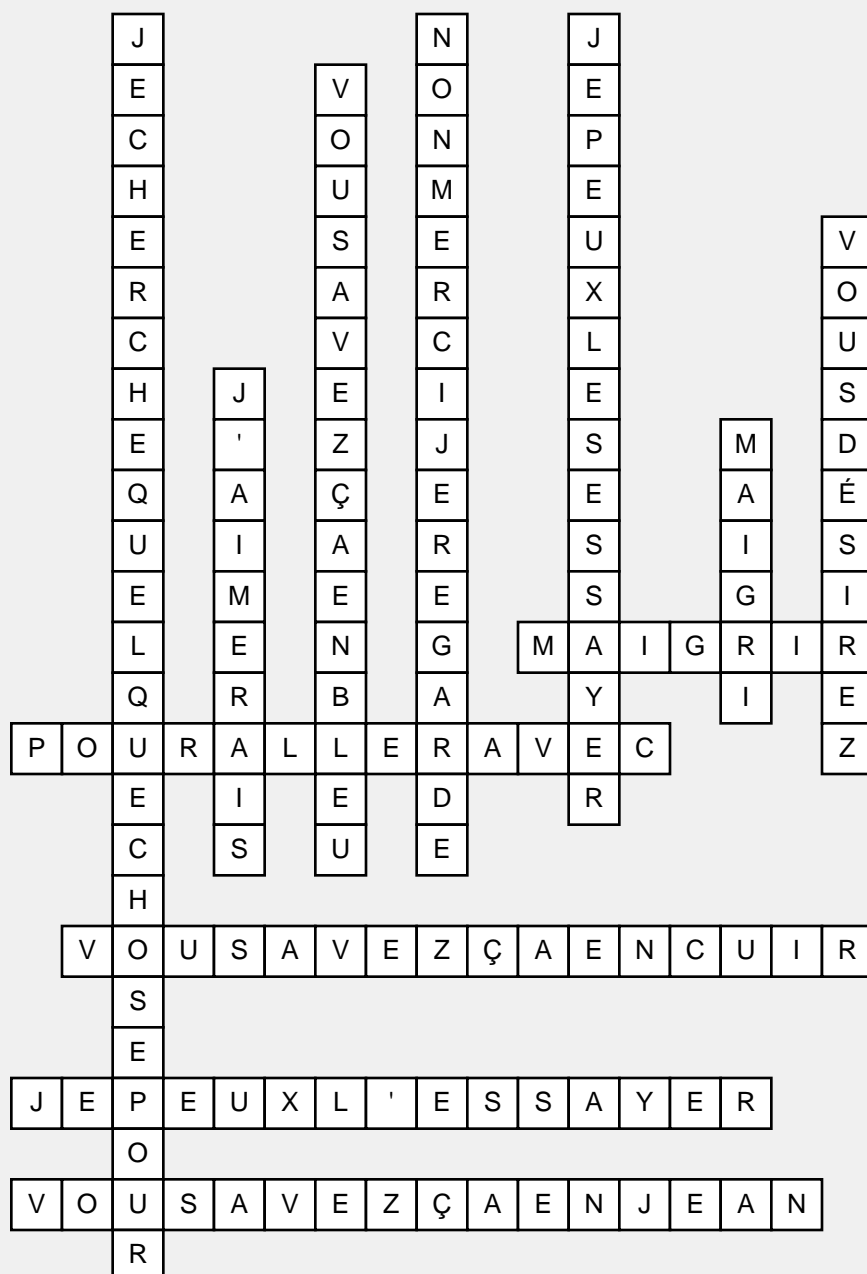 JECHERCHEQUELQUECHOSEPOUR
NONMERCIJEREGARDE
JEPEUXLESESSAYER
VOUSAVEZÇAENBLEU
VOUSDÉSIREZ
J'AIMERAIS
MAIGRI
MAIGRIR
POURALLERAVEC
VOUSAVEZÇAENCUIR
JEPEUXL'ESSAYER
VOUSAVEZÇAENJEAN